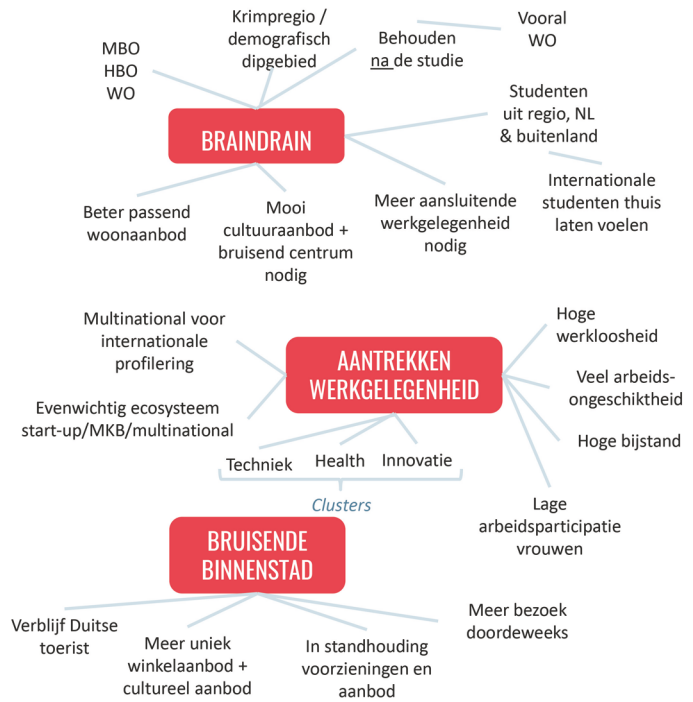 Krimpregio /
demografisch
dipgebied
Vooral
WO
Behouden
na de studie
MBO
HBO
WO
Studenten
uit regio, NL
& buitenland
BRAINDRAIN
Internationale
studenten thuis
laten voelen
Beter passend
woonaanbod
Mooi
cultuuraanbod +
bruisend centrum
nodig
Meer aansluitende
werkgelegenheid
nodig
Multinational voor
internationale
profilering
Hoge
werkloosheid
AANTREKKEN
WERKGELEGENHEID
Veel arbeids-
ongeschiktheid
Evenwichtig ecosysteem
start-up/MKB/multinational
Hoge bijstand
Techniek
Health
Innovatie
Clusters
Lage
arbeidsparticipatie
vrouwen
BRUISENDE
BINNENSTAD
Verblijf Duitse
toerist
Meer uniek
winkelaanbod +
cultureel aanbod
In standhouding
voorzieningen en
aanbod
Meer bezoek
doordeweeks